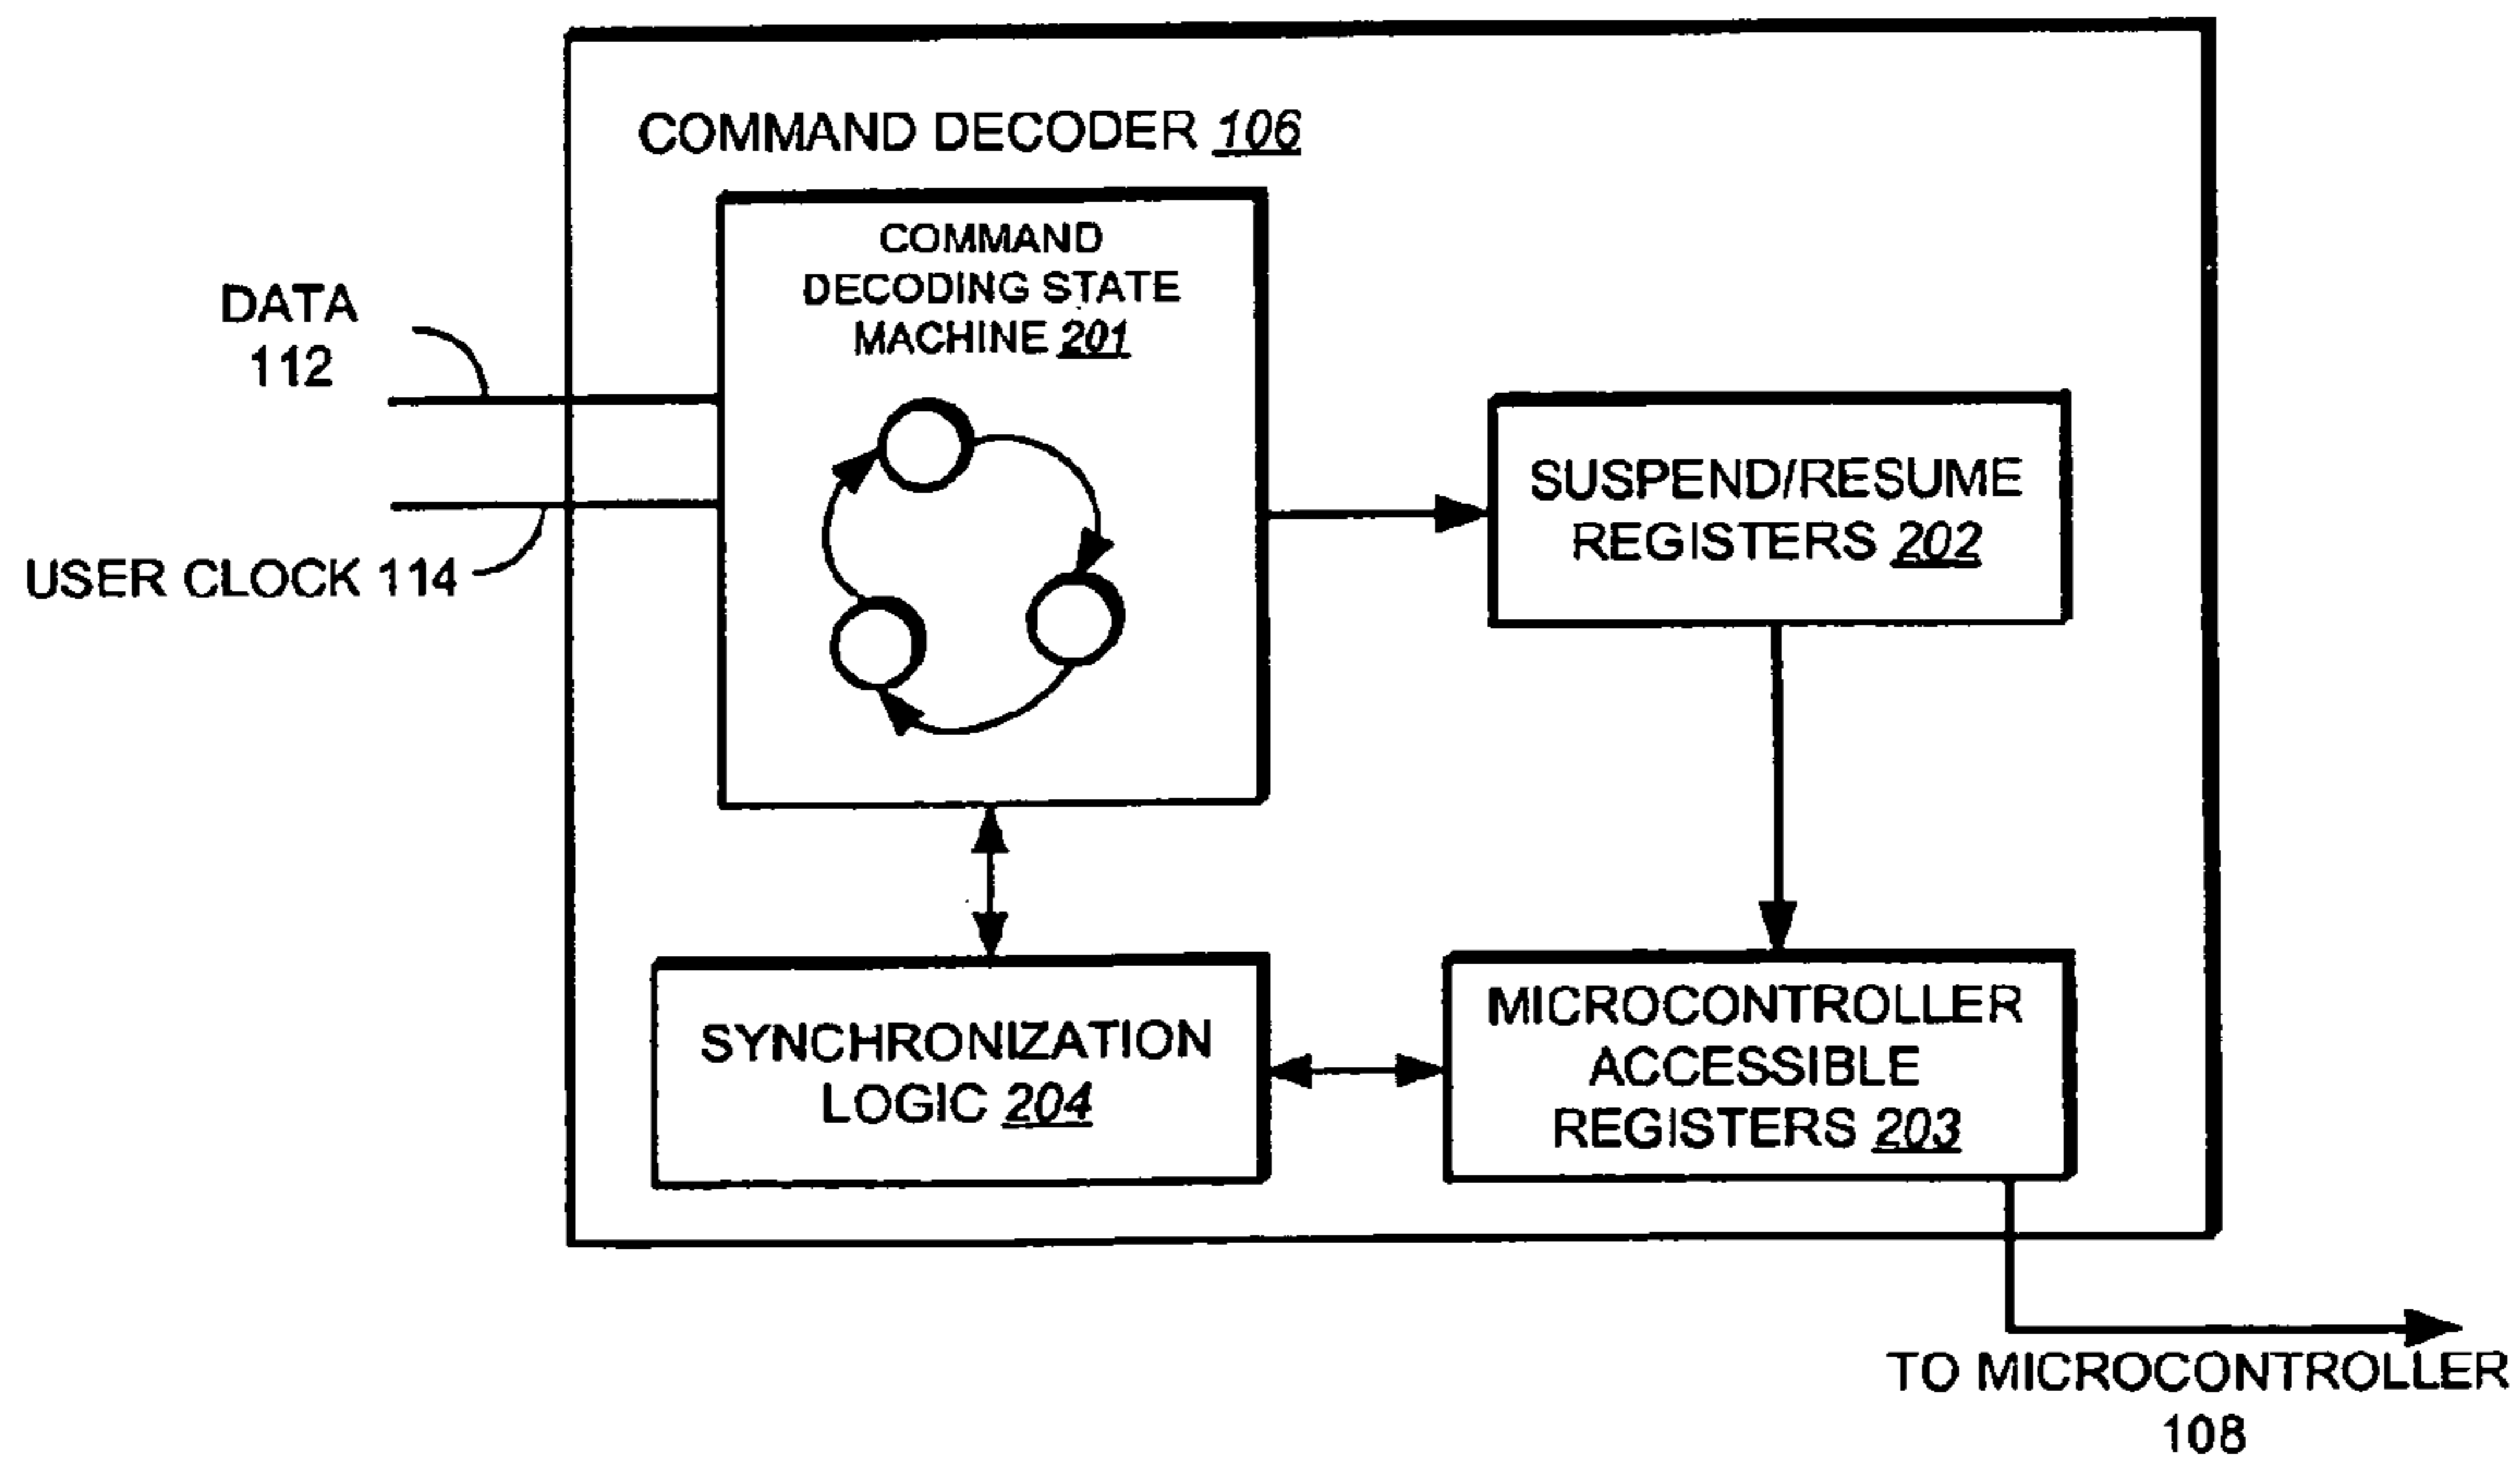 COMMAND DECODER 106
COMMAND
DECODING STATE
MACHINE 201
DATA
112
USER CLOCK 114
SUSPEND/RESUME
REGISTERS 202
SYNCHRONIZATION
LOGIC 204
MICROCONTROLLER
ACCESSIBLE
REGISTERS 203
TO MICROCONTROLLER
108